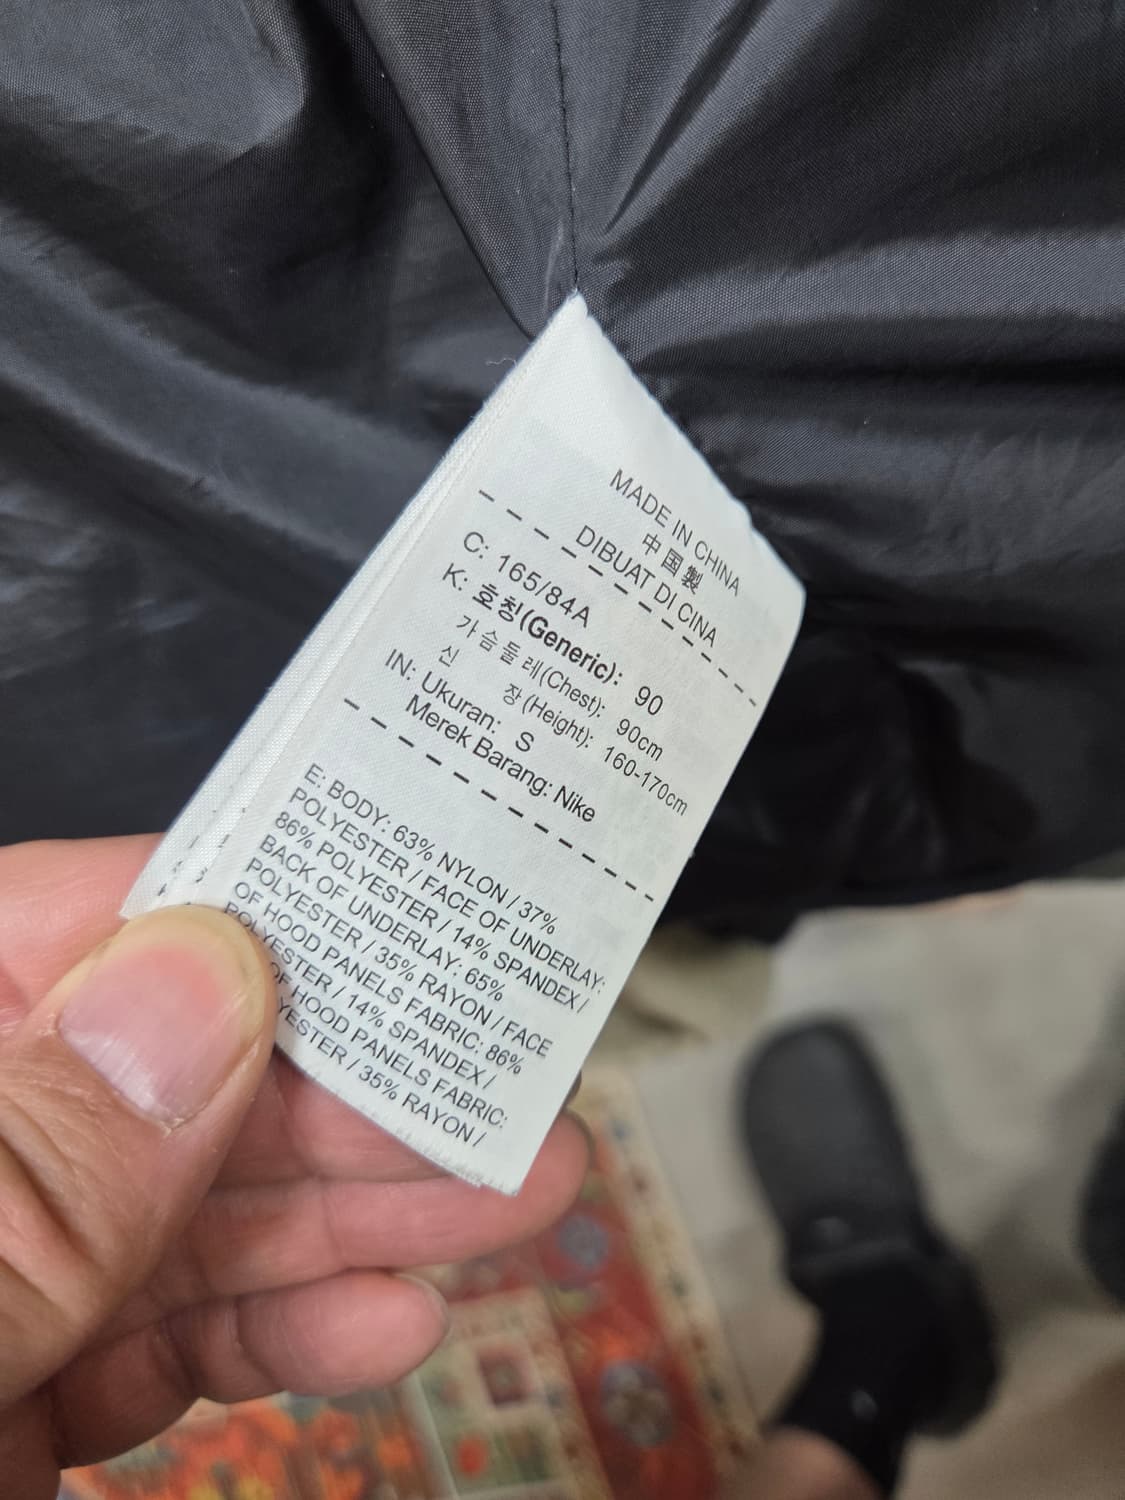 MADE IN CHINA
中国製
DIBUAT DI CINA
C: 165/84A
K: 호칭(Generic): 90
가슴둘레(Chest): 90cm
신 장(Height): 160-170cm
IN: Ukuran: S
Merek Barang: Nike
E: BODY: 63% NYLON / 37%
POLYESTER / FACE OF UNDERLAY:
86% POLYESTER / 14% SPANDEX /
BACK OF UNDERLAY: 65%
POLYESTER / 35% RAYON / FACE
OF HOOD PANELS FABRIC: 86%
POLYESTER / 14% SPANDEX /
OF HOOD PANELS FABRIC:
/ 35% RAYON /